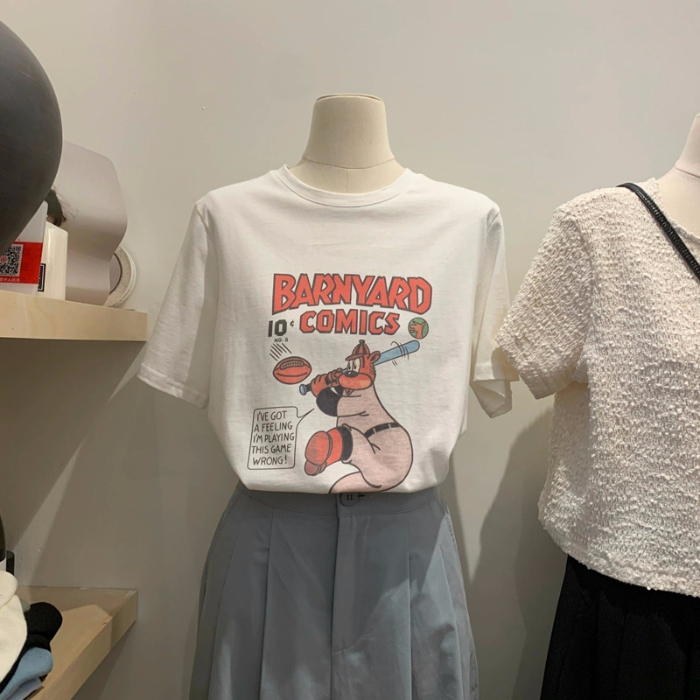 BARNYARD
10¢ COMICS
I'VE GOT
A FEELING
I'M PLAYING
THIS GAME
WRONG!